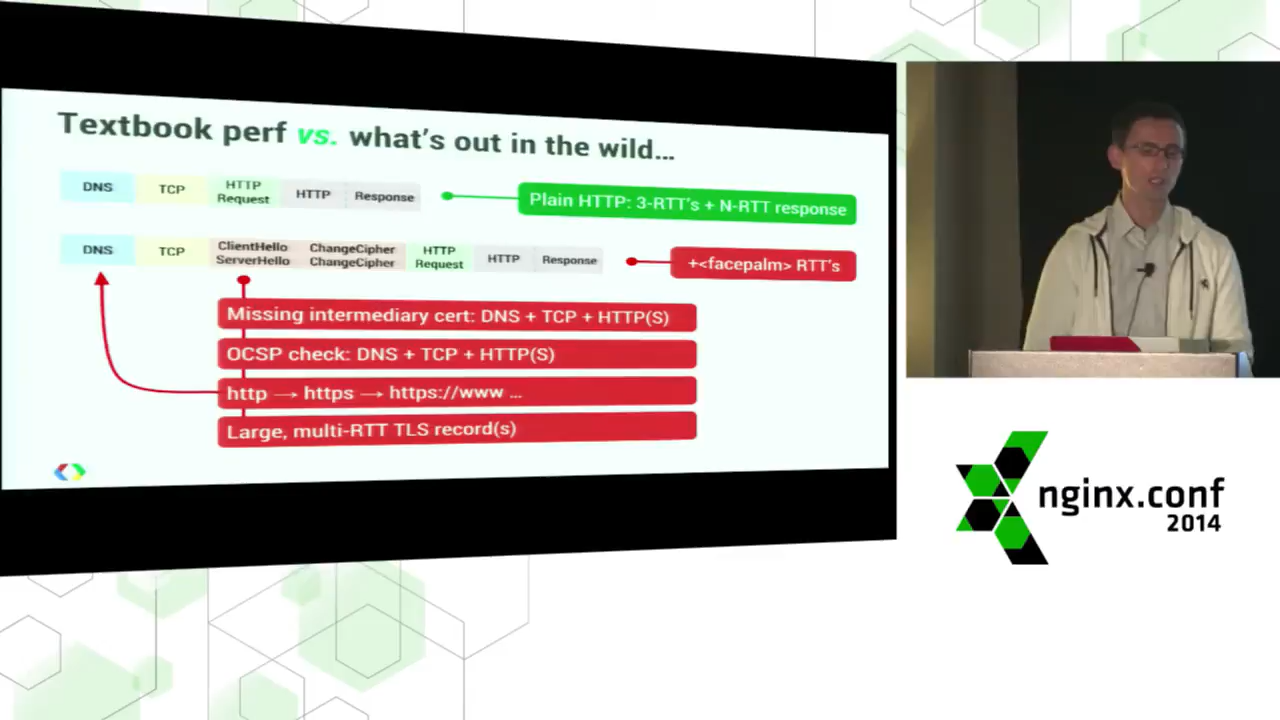 Textbook perf vs. what's out in the wild...
DNS
TCP
HTTP
Request
HTTP
Response
Plain HTTP: 3-RTT's + N-RTT response
DNS
TCP
ClientHello
ServerHello
ChangeCipher
ChangeCipher
HTTP
Request
HTTP
Response
+<facepalm> RTT's
Missing intermediary cert: DNS + TCP + HTTP(S)
OCSP check: DNS + TCP + HTTP(S)
http → https → https://www ...
Large, multi-RTT TLS record(s)
nginx.conf
2014